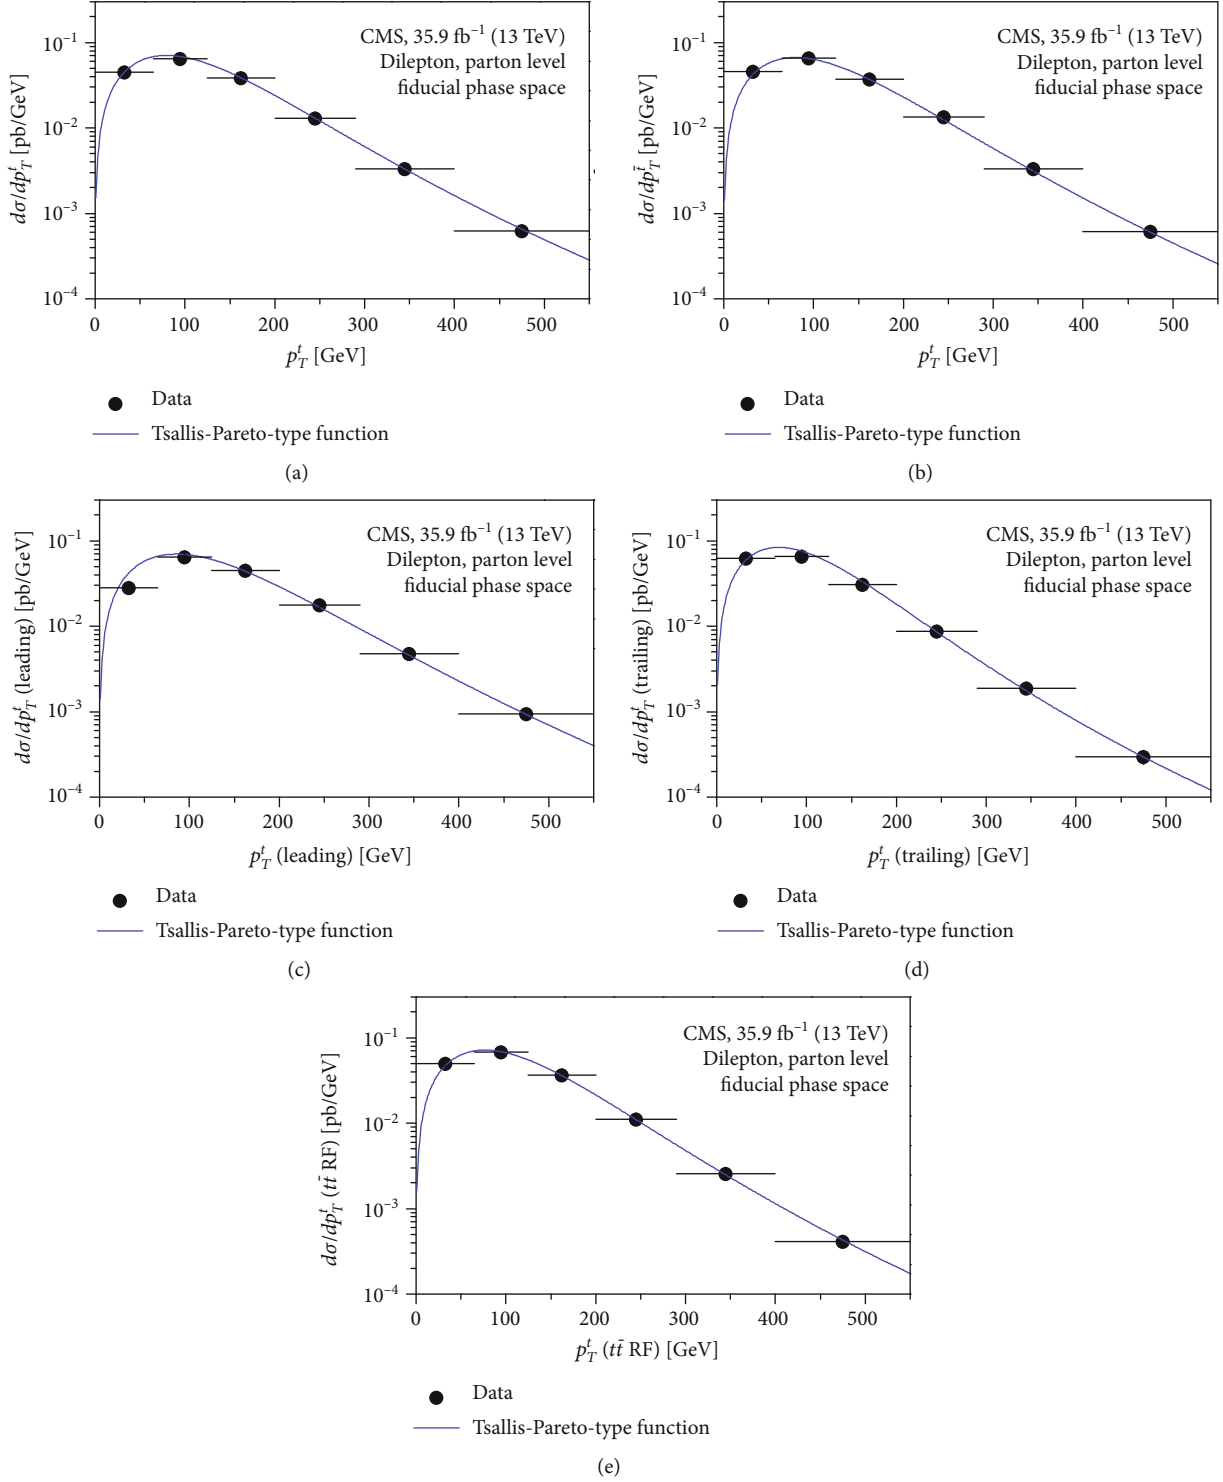 CMS, 35.9 fb⁻¹ (13 TeV)
Dilepton, parton level
fiducial phase space
dσ/dp_T^t [pb/GeV]
10⁻¹
10⁻²
10⁻³
10⁻⁴
0 100 200 300 400 500
p_T^t [GeV]
Data
Tsallis-Pareto-type function
(a)
CMS, 35.9 fb⁻¹ (13 TeV)
Dilepton, parton level
fiducial phase space
dσ/dp_T^t̄ [pb/GeV]
10⁻¹
10⁻²
10⁻³
10⁻⁴
0 100 200 300 400 500
p_T^t [GeV]
Data
Tsallis-Pareto-type function
(b)
CMS, 35.9 fb⁻¹ (13 TeV)
Dilepton, parton level
fiducial phase space
dσ/dp_T^t (leading) [pb/GeV]
10⁻¹
10⁻²
10⁻³
10⁻⁴
0 100 200 300 400 500
p_T^t (leading) [GeV]
Data
Tsallis-Pareto-type function
(c)
CMS, 35.9 fb⁻¹ (13 TeV)
Dilepton, parton level
fiducial phase space
dσ/dp_T^t (trailing) [pb/GeV]
10⁻¹
10⁻²
10⁻³
10⁻⁴
0 100 200 300 400 500
p_T^t (trailing) [GeV]
Data
Tsallis-Pareto-type function
(d)
CMS, 35.9 fb⁻¹ (13 TeV)
Dilepton, parton level
fiducial phase space
dσ/dp_T^t (tt̄ RF) [pb/GeV]
10⁻¹
10⁻²
10⁻³
10⁻⁴
0 100 200 300 400 500
p_T^t (tt̄ RF) [GeV]
Data
Tsallis-Pareto-type function
(e)